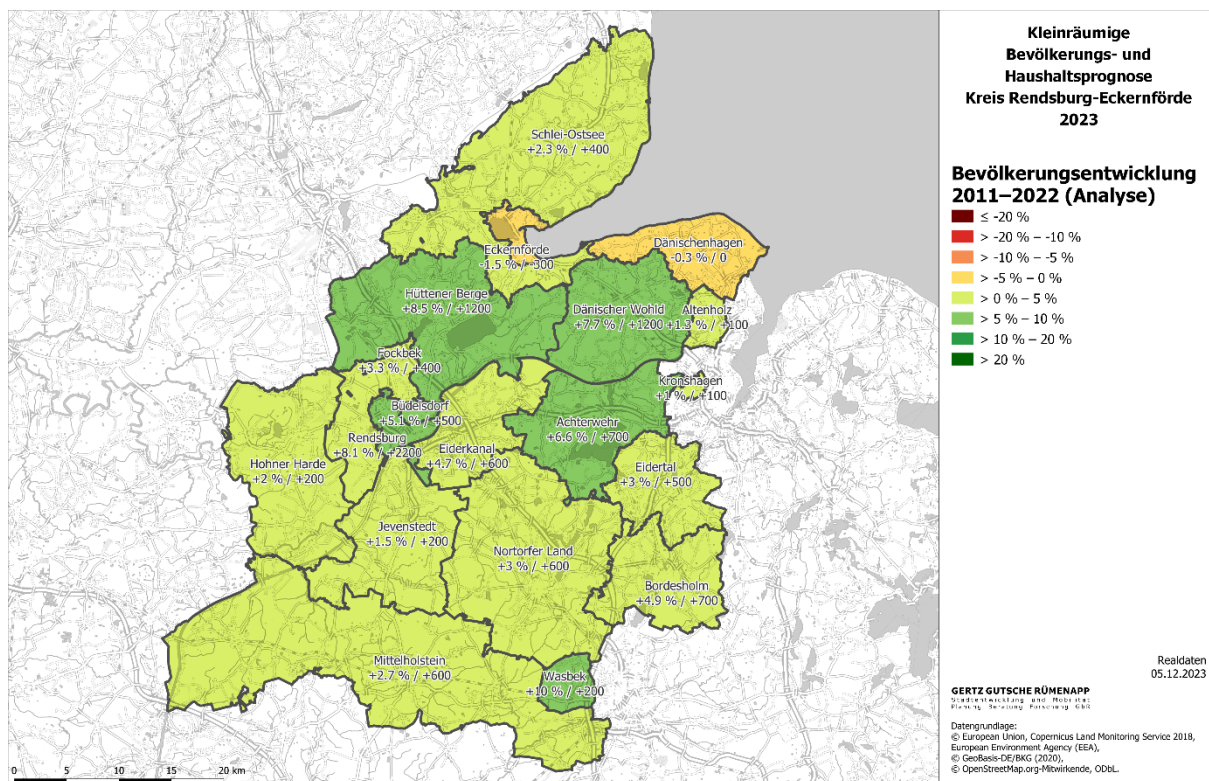 Kleinräumige
Bevölkerungs- und
Haushaltsprognose
Kreis Rendsburg-Eckernförde
2023
Bevölkerungsentwicklung
2011–2022 (Analyse)
≤ -20 %
> -20 % – -10 %
> -10 % – -5 %
> -5 % – 0 %
> 0 % – 5 %
> 5 % – 10 %
> 10 % – 20 %
> 20 %
Schlei-Ostsee
+2.3 % / +400
Eckernförde
-1.5 % / -300
Dänischenhagen
-0.3 % / 0
Hüttener Berge
+8.5 % / +1200
Dänischer Wohld
+7.7 % / +1200
Altenholz
+1.3 % / +100
Fockbek
+3.3 % / +400
Kronshagen
+1 % / +100
Büdelsdorf
+5.1 % / +500
Achterwehr
+6.6 % / +700
Rendsburg
+8.1 % / +2200
Eiderkanal
+4.7 % / +600
Hohner Harde
+2 % / +200
Eidertal
+3 % / +500
Jevenstedt
+1.5 % / +200
Nortorfer Land
+3 % / +600
Bordesholm
+4.9 % / +700
Mittelholstein
+2.7 % / +600
Wasbek
+10 % / +200
0 5 10 15 20 km
Realdaten
05.12.2023
GERTZ GUTSCHE RÜMENAPP
Stadtentwicklung und Mobilität
Planung Beratung Forschung GbR
Datengrundlage:
© European Union, Copernicus Land Monitoring Service 2018,
European Environment Agency (EEA),
© GeoBasis-DE/BKG (2020),
© OpenStreetMap.org-Mitwirkende, ODbL.